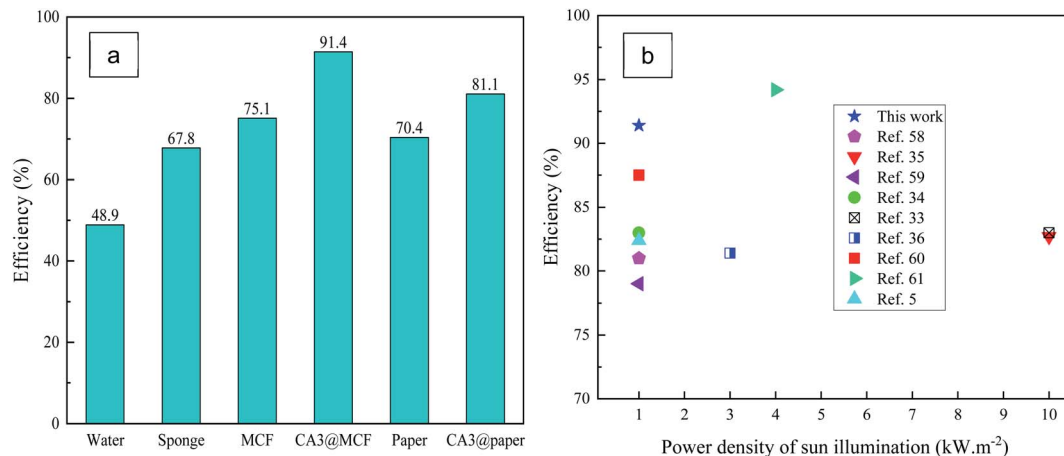 a
Efficiency (%)
100
80
60
40
20
0
48.9
67.8
75.1
91.4
70.4
81.1
Water
Sponge
MCF
CA3@MCF
Paper
CA3@paper
b
Efficiency (%)
100
95
90
85
80
75
70
This work
Ref. 58
Ref. 35
Ref. 59
Ref. 34
Ref. 33
Ref. 36
Ref. 60
Ref. 61
Ref. 5
1 2 3 4 5 6 7 8 9 10
Power density of sun illumination (kW.m-2)